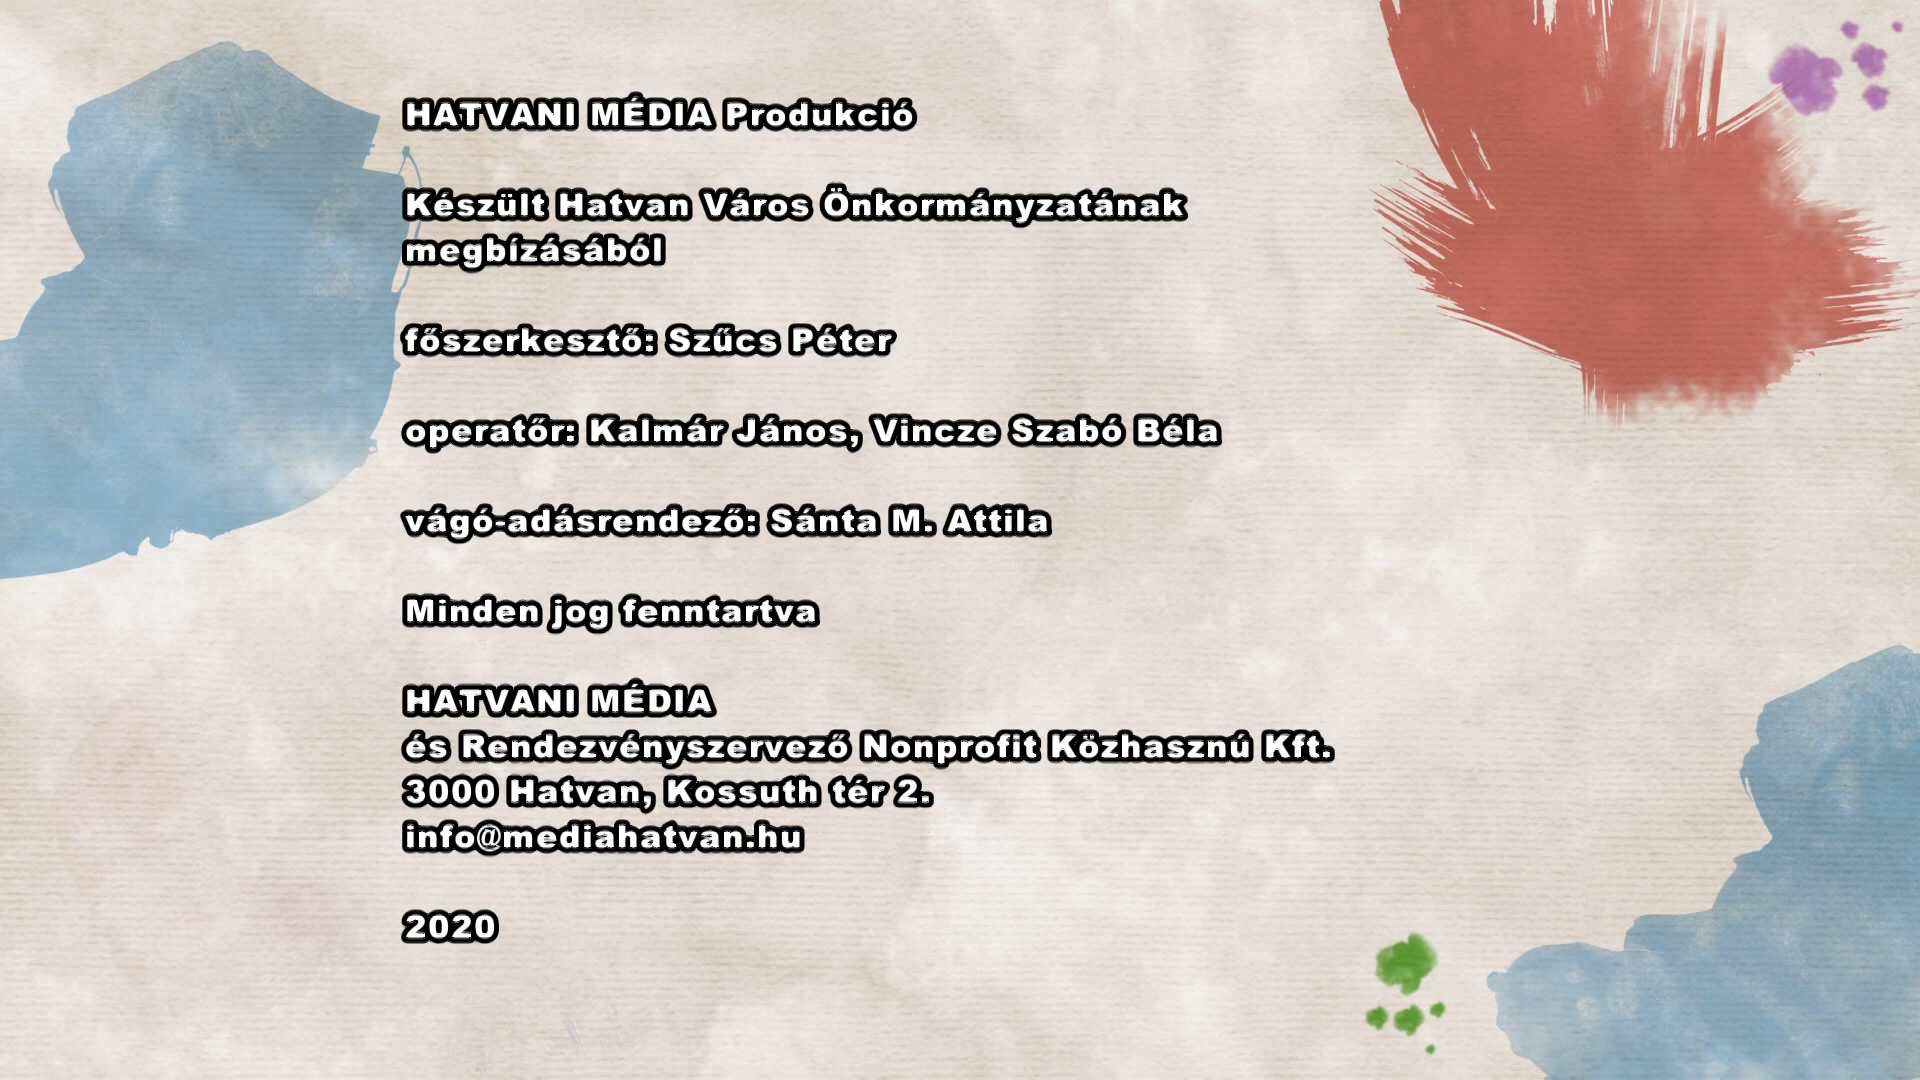 HATVANI MÉDIA Produkció
Készült Hatvan Város Önkormányzatának
megbízásából
főszerkesztő: Szűcs Péter
operatőr: Kalmár János, Vincze Szabó Béla
vágó-adásrendező: Sánta M. Attila
Minden jog fenntartva
HATVANI MÉDIA
és Rendezvényszervező Nonprofit Közhasznú Kft.
3000 Hatvan, Kossuth tér 2.
info@mediahatvan.hu
2020